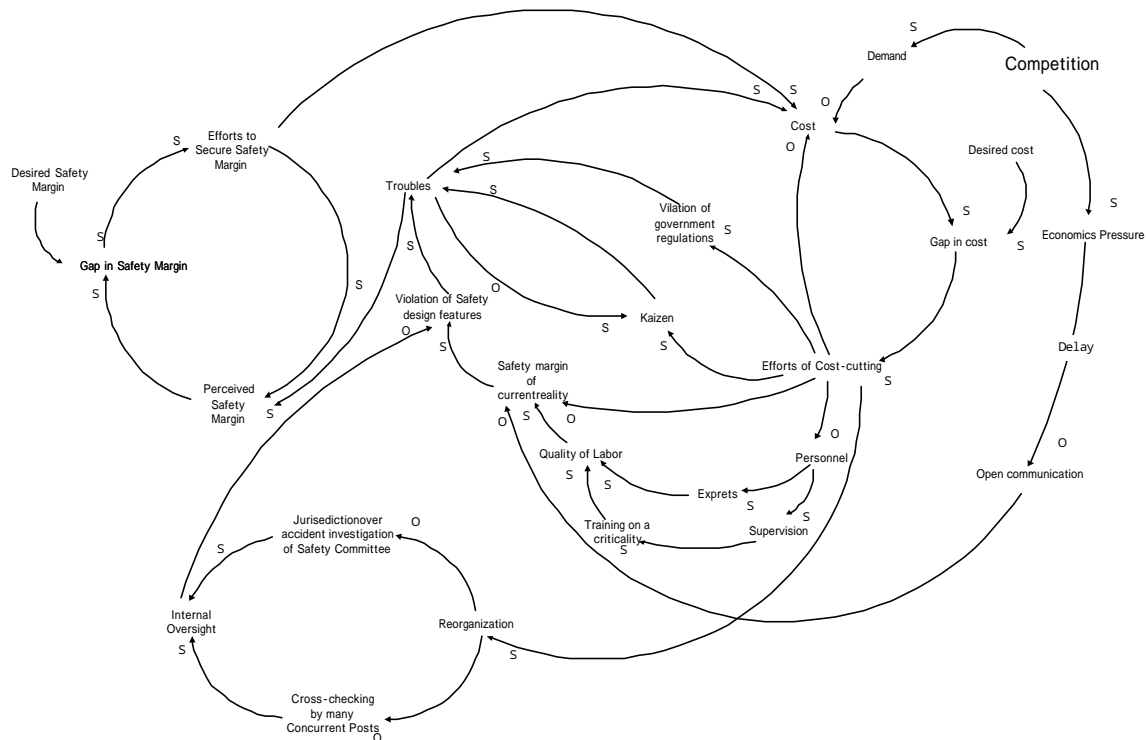 S
Demand
Competition
S
S
O
Cost
S
Efforts to
Secure Safety
Margin
O
Desired cost
Desired Safety
Margin
Troubles
S
S
S
Vilation of
government
regulations
S
S
Economics Pressure
Gap in cost
S
S
S
Gap in Safety Margin
S
S
S
O
Violation of Safety
design features
O
Kaizen
S
S
S
Delay
Safety margin
of
currentreality
Efforts of Cost-cutting
S
Perceived
Safety
Margin
S
O
S
O
O
O
Quality of Labor
S
Personnel
Open communication
Exprets
S
S
Training on a
criticality
S
Supervision
S
Jurisedictionover
accident investigation
of Safety Committee
O
S
Internal
Oversight
S
Reorganization
S
Cross-checking
by many
Concurrent Posts
O